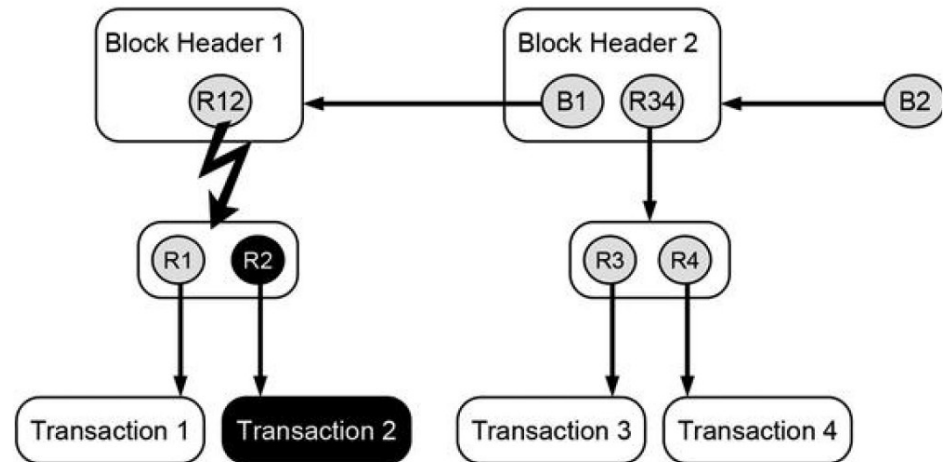 Block Header 1
Block Header 2
R12
B1
R34
B2
R1
R2
R3
R4
Transaction 1
Transaction 2
Transaction 3
Transaction 4